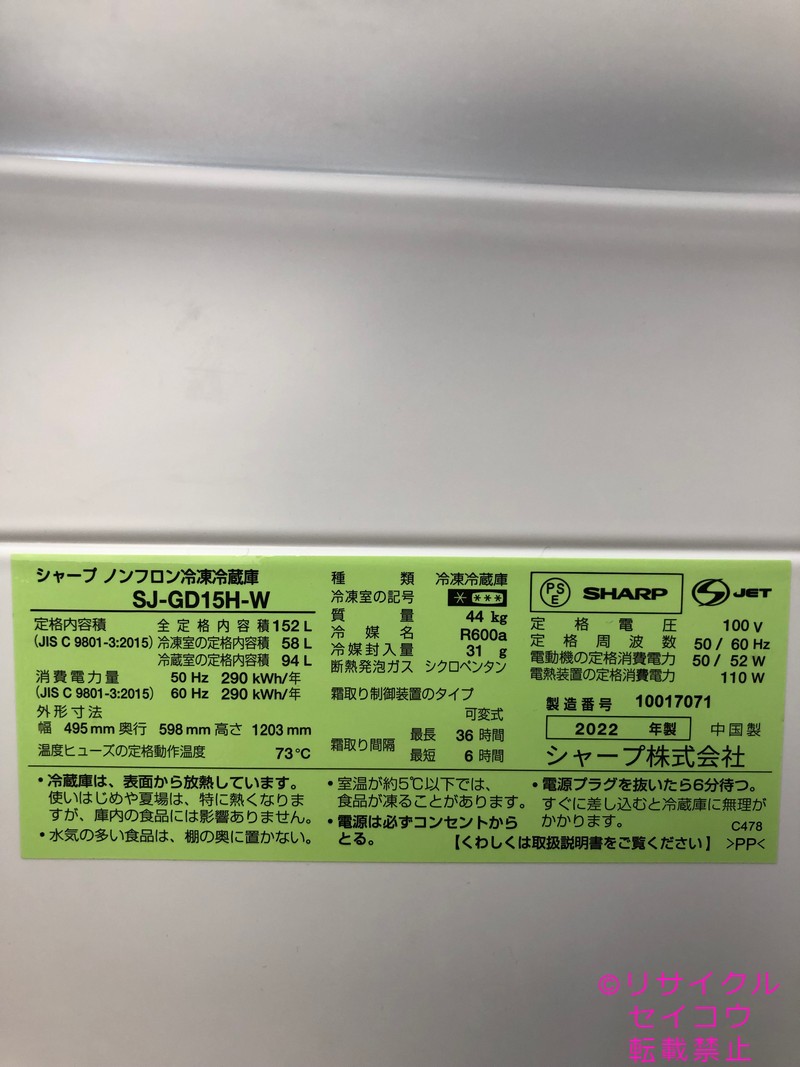 シャープ ノンフロン冷凍冷蔵庫
SJ-GD15H-W
定格内容積 全定格内容積 152 L
(JIS C 9801-3:2015) 冷凍室の定格内容積 58 L
冷蔵室の定格内容積 94 L
消費電力量 50 Hz 290 kWh/年
(JIS C 9801-3:2015) 60 Hz 290 kWh/年
外形寸法
幅 495 mm 奥行 598 mm 高さ 1203 mm
温度ヒューズの定格動作温度 73℃
種類 冷凍冷蔵庫
冷凍室の記号 * ***
質量 44 kg
冷媒名 R600a
冷媒封入量 31 g
断熱発泡ガス シクロペンタン
霜取り制御装置のタイプ
可変式
霜取り間隔 最長 36 時間
最短 6 時間
PSE SHARP S JET
定格電圧 100 V
定格周波数 50 / 60 Hz
電動機の定格消費電力 50 / 52 W
電熱装置の定格消費電力 110 W
製造番号 10017071
2022 年製 中国製
シャープ株式会社
・冷蔵庫は、表面から放熱しています。
使いはじめや夏場は、特に熱くなりま
すが、庫内の食品には影響ありません。
・水気の多い食品は、棚の奥に置かない。
・室温が約5℃以下では、
食品が凍ることがあります。
・電源は必ずコンセントから
とる。
・電源プラグを抜いたら6分待つ。
すぐに差し込むと冷蔵庫に無理が
かかります。
C478
【くわしくは取扱説明書をご覧ください】 >PP<
©リサイクル
セイコウ
転載禁止